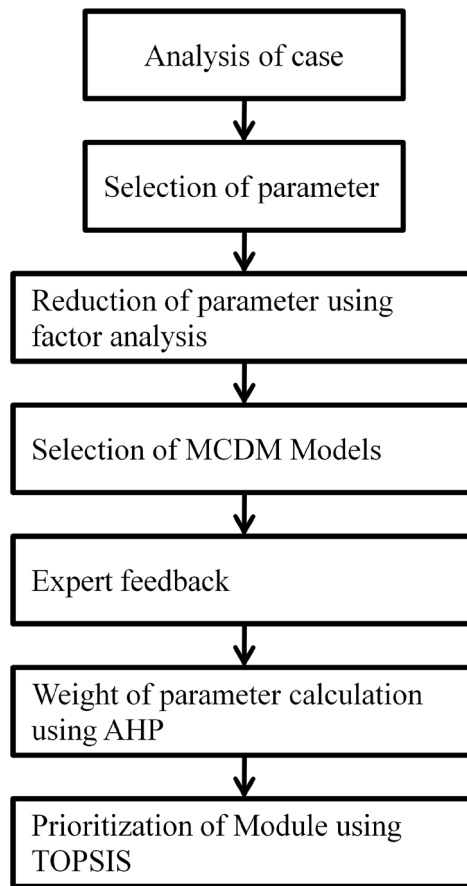 Analysis of case
Selection of parameter
Reduction of parameter using
factor analysis
Selection of MCDM Models
Expert feedback
Weight of parameter calculation
using AHP
Prioritization of Module using
TOPSIS